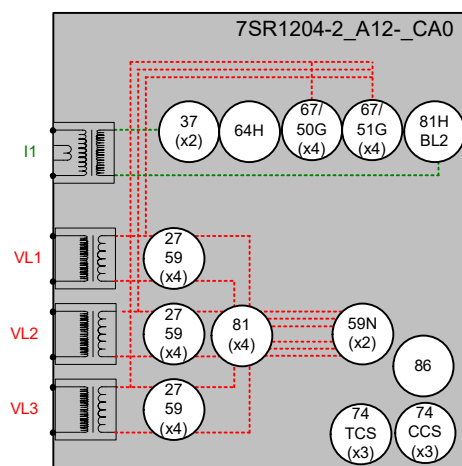 7SR1204-2_A12-_CA0
I1
37
(x2)
64H
67/
50G
(x4)
67/
51G
(x4)
81H
BL2
VL1
27
59
(x4)
VL2
27
59
(x4)
81
(x4)
59N
(x2)
86
VL3
27
59
(x4)
74
TCS
(x3)
74
CCS
(x3)